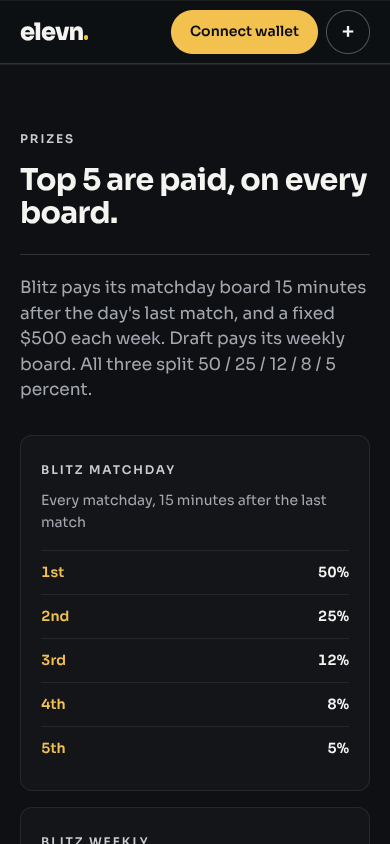 elevn.
Connect wallet
+
PRIZES
Top 5 are paid, on every
board.
Blitz pays its matchday board 15 minutes
after the day's last match, and a fixed
$500 each week. Draft pays its weekly
board. All three split 50 / 25 / 12 / 8 / 5
percent.
BLITZ MATCHDAY
Every matchday, 15 minutes after the last
match
1st 50%
2nd 25%
3rd 12%
4th 8%
5th 5%
BLITZ WEEKLY